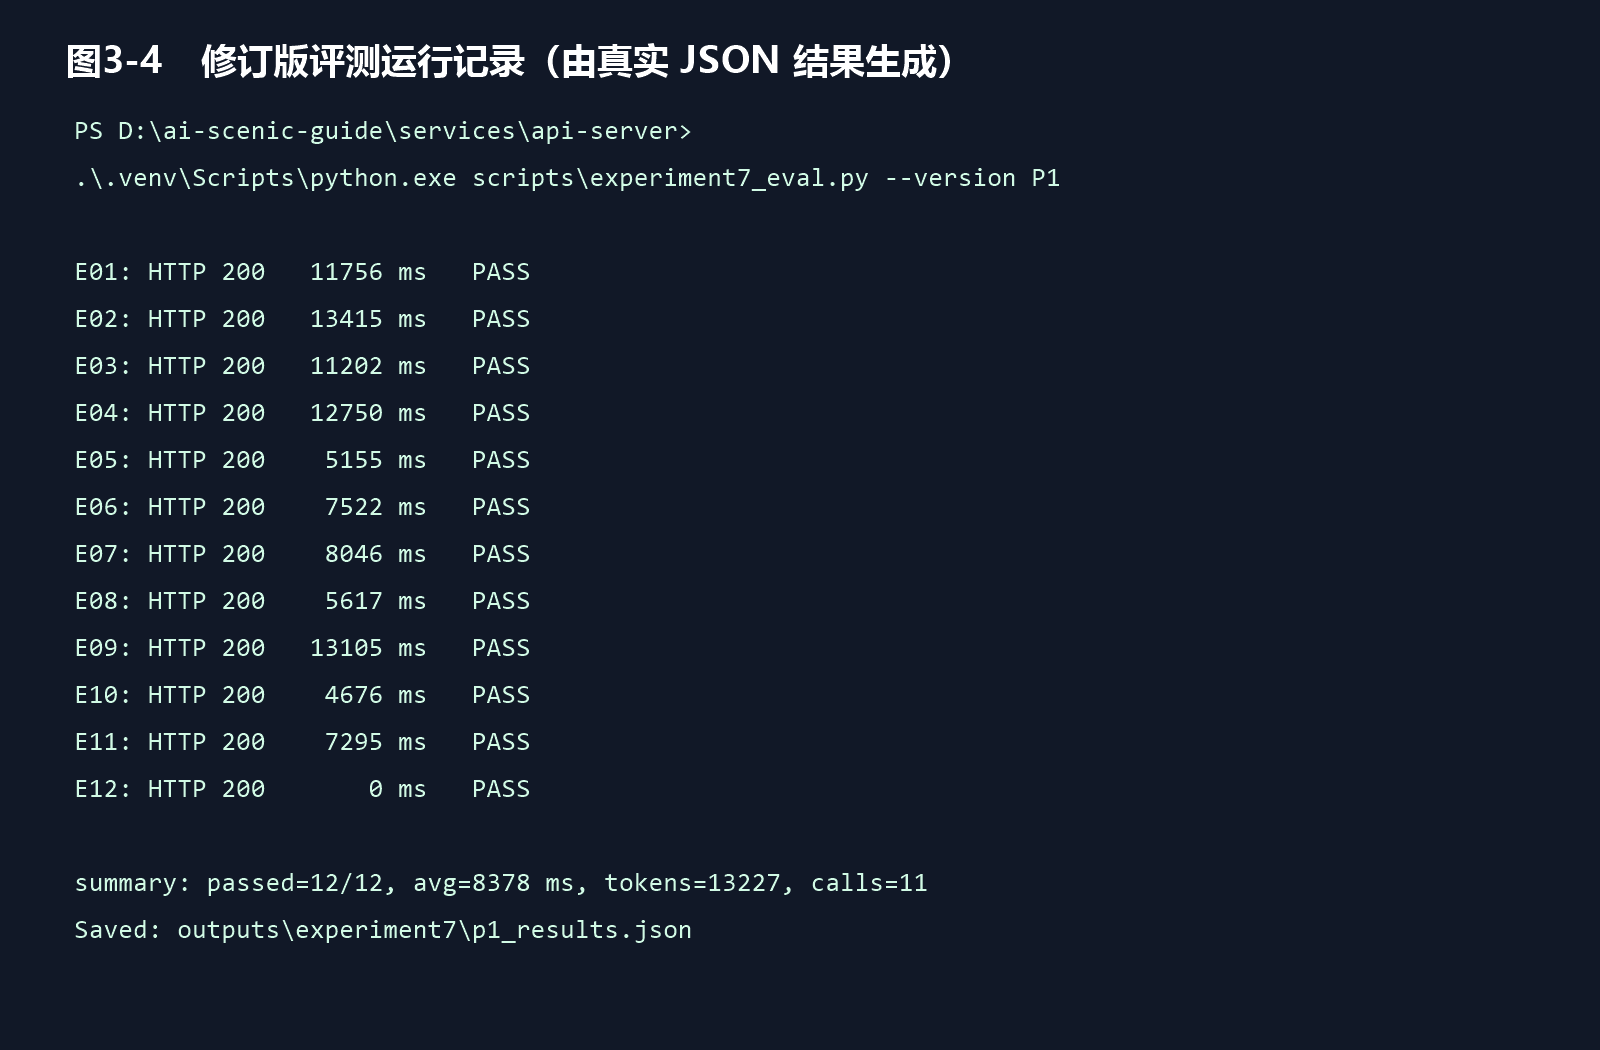 图3-4　修订版评测运行记录（由真实 JSON 结果生成）
PS D:\ai-scenic-guide\services\api-server>
.\.venv\Scripts\python.exe scripts\experiment7_eval.py --version P1
E01: HTTP 200   11756 ms   PASS
E02: HTTP 200   13415 ms   PASS
E03: HTTP 200   11202 ms   PASS
E04: HTTP 200   12750 ms   PASS
E05: HTTP 200    5155 ms   PASS
E06: HTTP 200    7522 ms   PASS
E07: HTTP 200    8046 ms   PASS
E08: HTTP 200    5617 ms   PASS
E09: HTTP 200   13105 ms   PASS
E10: HTTP 200    4676 ms   PASS
E11: HTTP 200    7295 ms   PASS
E12: HTTP 200       0 ms   PASS
summary: passed=12/12, avg=8378 ms, tokens=13227, calls=11
Saved: outputs\experiment7\p1_results.json